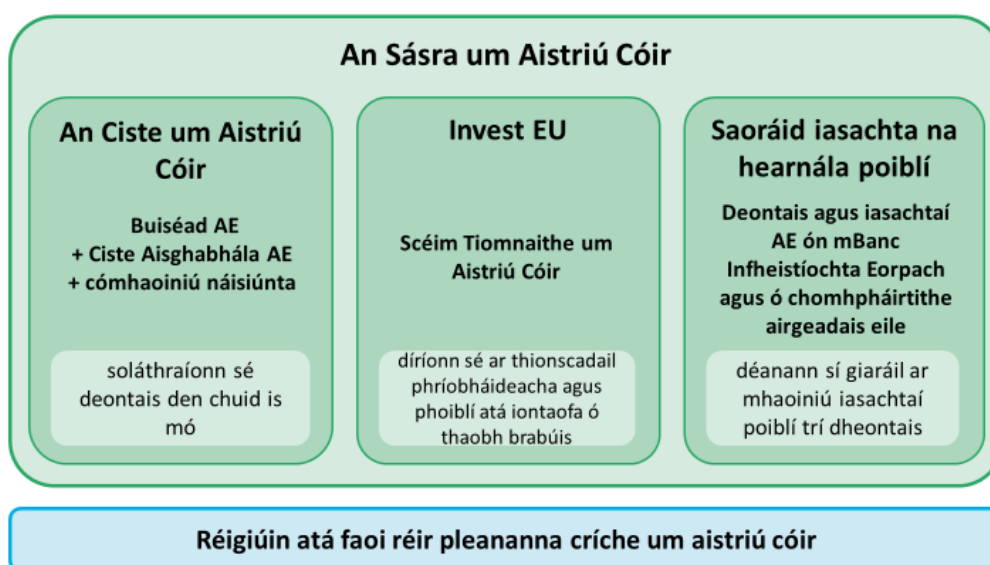 An Sásra um Aistriú Cóir
An Ciste um Aistriú
Cóir
Buiséad AE
+ Ciste Aisghabhála AE
+ cómhaoiniú náisiúnta
soláthraíonn sé
deontais den chuid is
mó
Invest EU
Scéim Tiomnaithe um
Aistriú Cóir
díríonn sé ar thionscadail
phríobháideacha agus
phoiblí atá iontaofa ó
thaobh brabúis
Saoráid iasachta na
hearnála poiblí
Deontais agus iasachtaí
AE ón mBanc
Infheistíochta Eorpach
agus ó chomhpháirtithe
airgeadais eile
déanann sí giaráil ar
mhaoiniú iasachtaí
poiblí trí dheontais
Réigiúin atá faoi réir pleananna críche um aistriú cóir